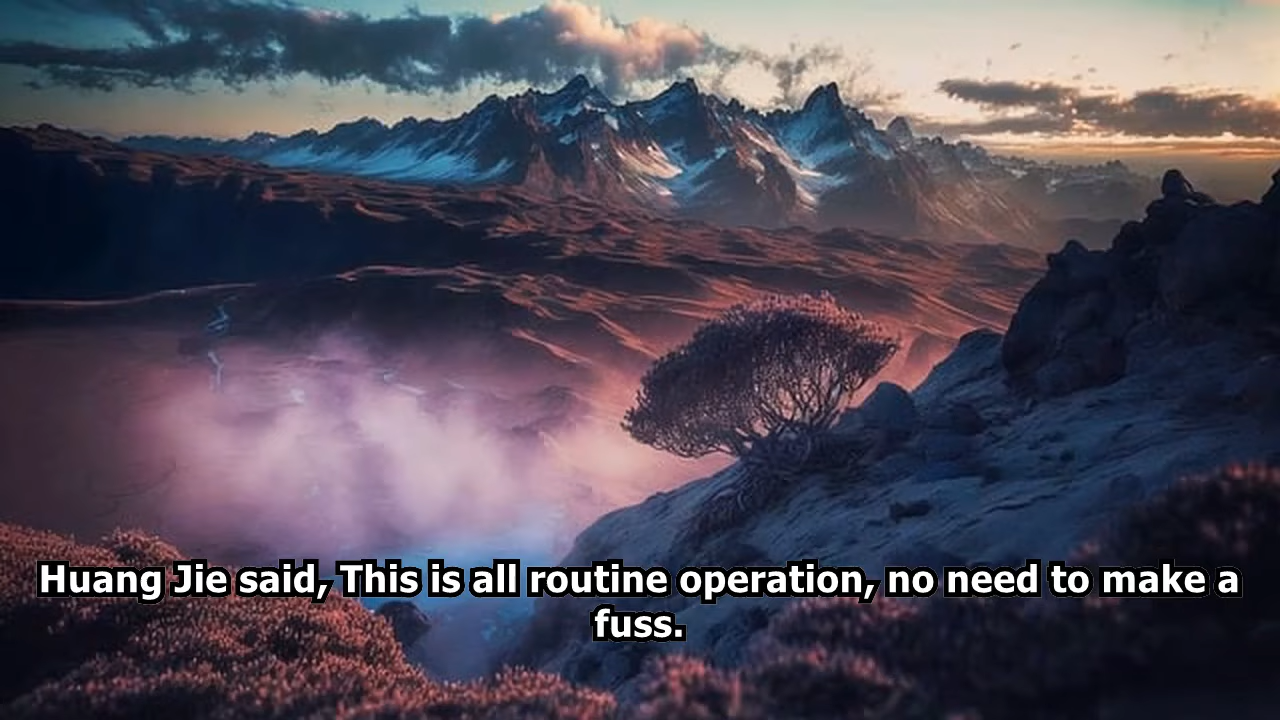 Huang Jie said, This is all routine operation, no need to make a
fuss.